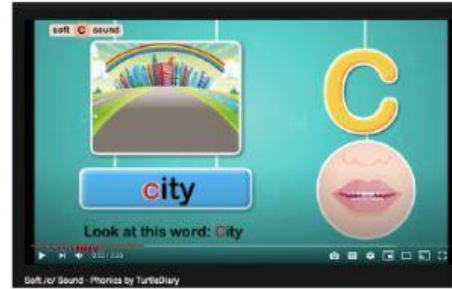 soft C sound
C
city
Look at this word: City
Soft /c/ Sound - Phonics by TurtleDiary